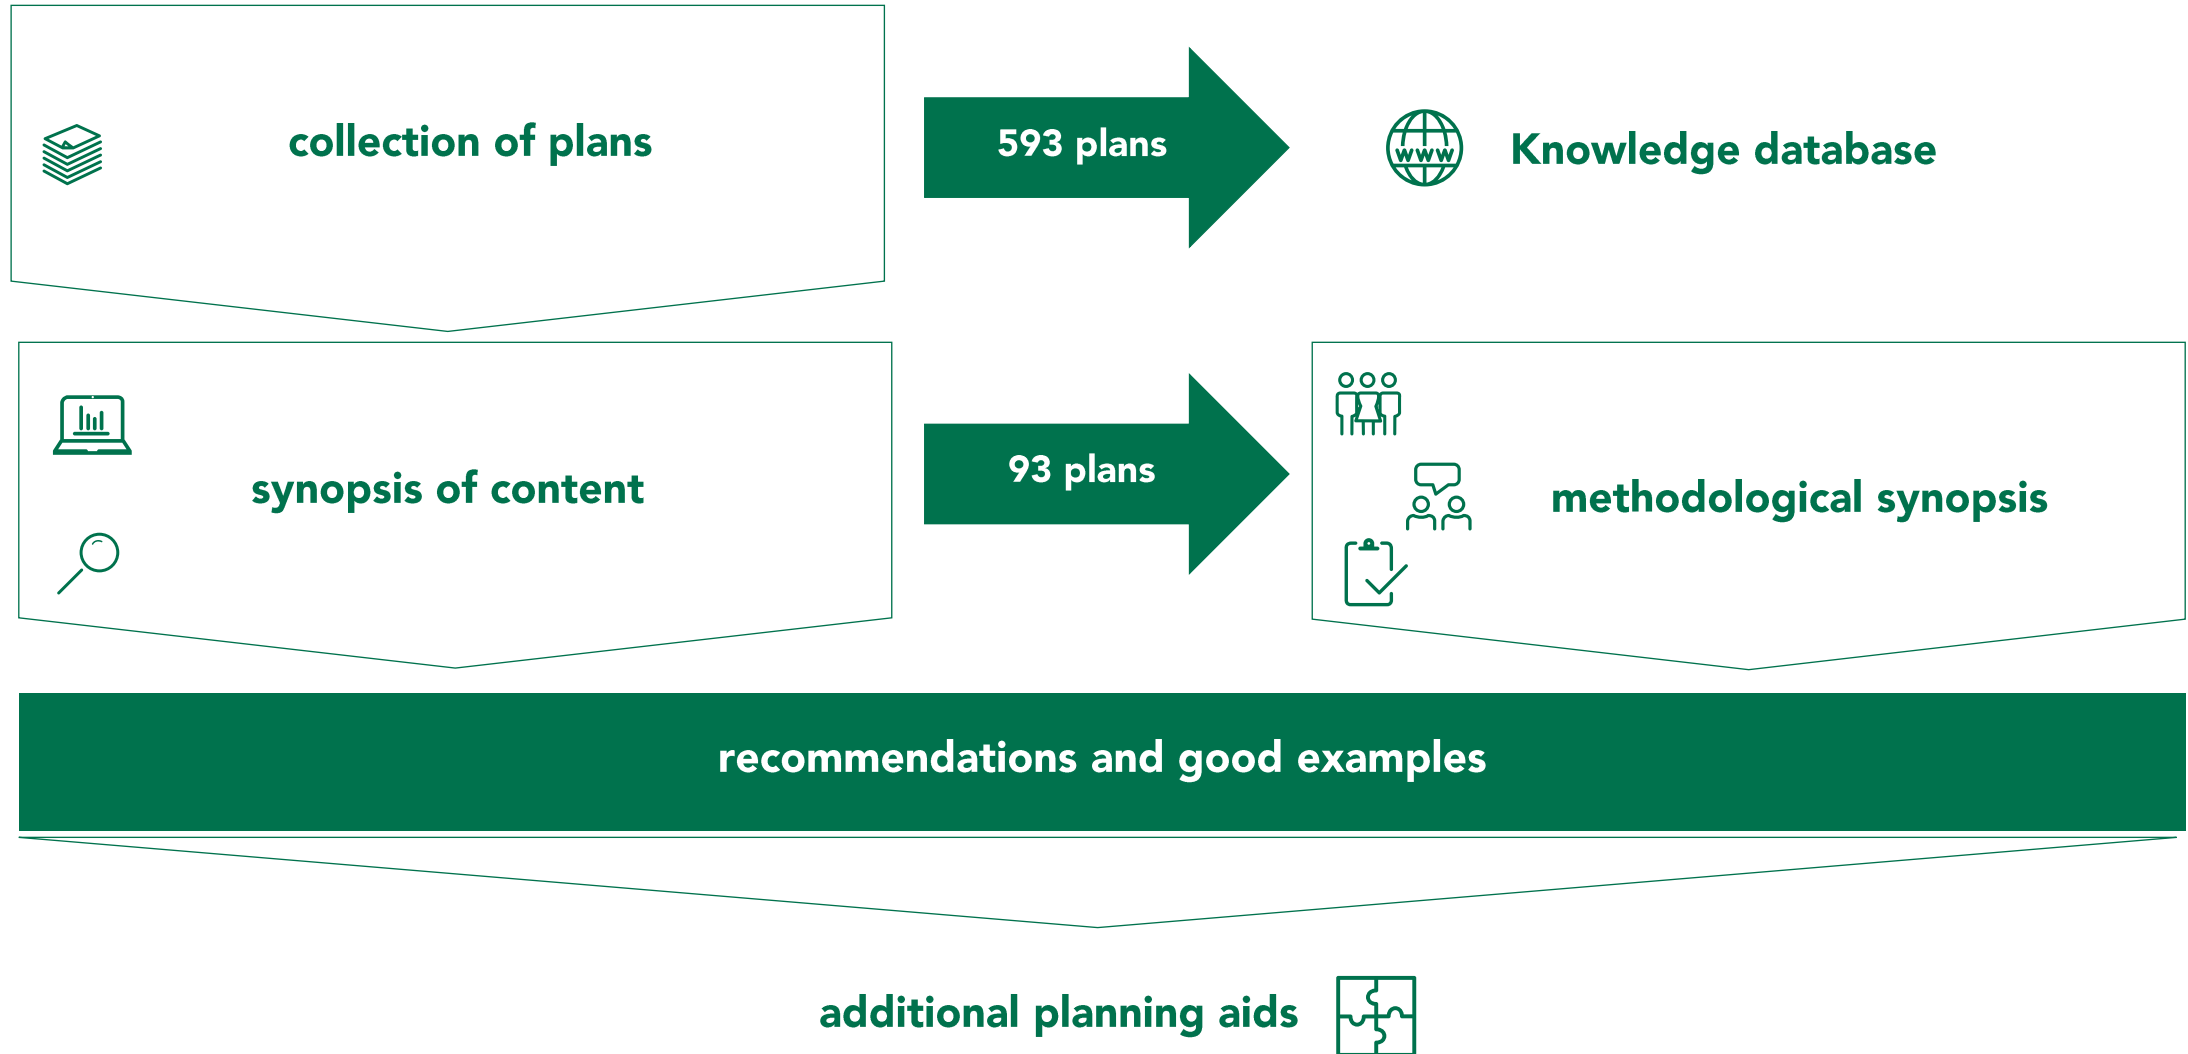 collection of plans
593 plans
www
Knowledge database
synopsis of content
93 plans
methodological synopsis
recommendations and good examples
additional planning aids